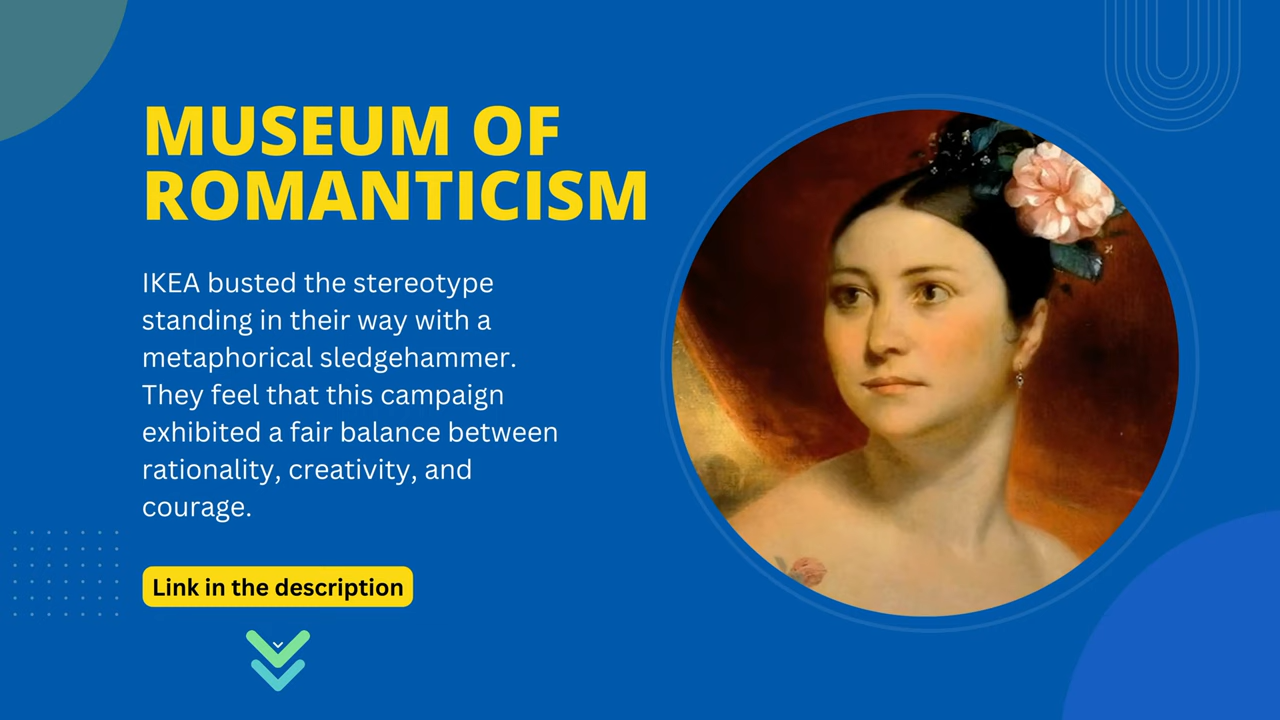 MUSEUM OF
ROMANTICISM
IKEA busted the stereotype
standing in their way with a
metaphorical sledgehammer.
They feel that this campaign
exhibited a fair balance between
rationality, creativity, and
courage.
Link in the description